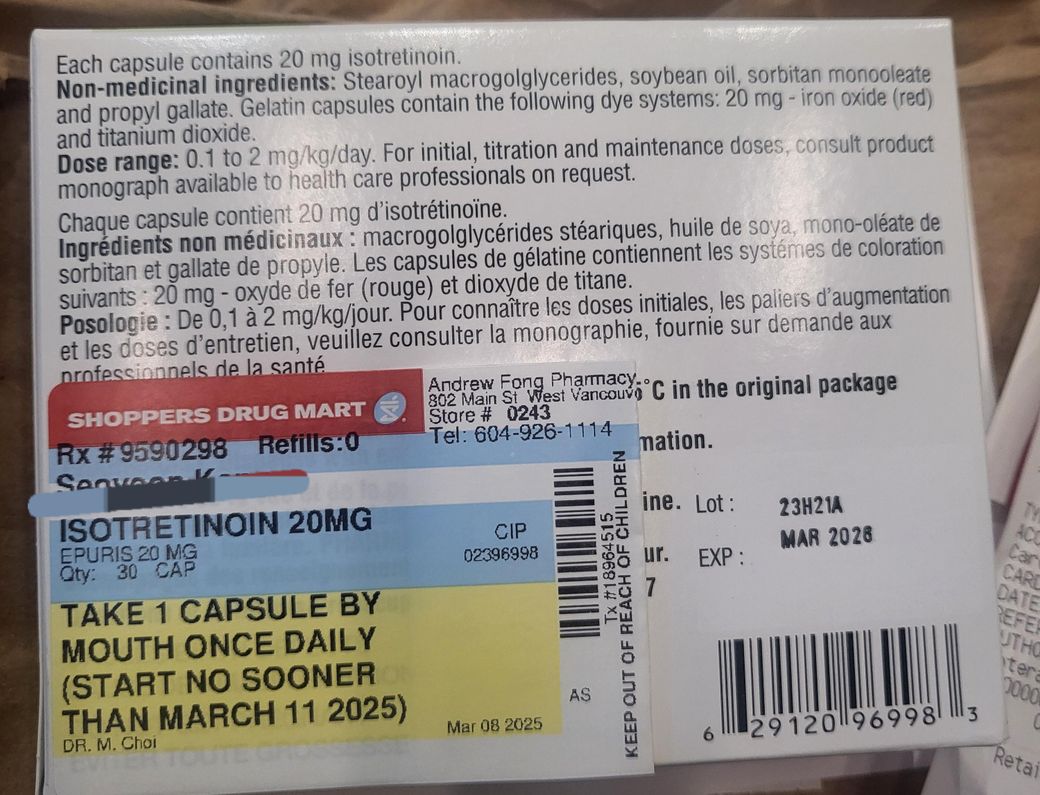 Each capsule contains 20 mg isotretinoin.
Non-medicinal ingredients: Stearoyl macrogolglycerides, soybean oil, sorbitan monooleate
and propyl gallate. Gelatin capsules contain the following dye systems: 20 mg - iron oxide (red)
and titanium dioxide.
Dose range: 0.1 to 2 mg/kg/day. For initial, titration and maintenance doses, consult product
monograph available to health care professionals on request.
Chaque capsule contient 20 mg d'isotrétinoïne.
Ingrédients non médicinaux : macrogolglycérides stéariques, huile de soya, mono-oléate de
sorbitan et gallate de propyle. Les capsules de gélatine contiennent les systémes de coloration
suivants : 20 mg - oxyde de fer (rouge) et dioxyde de titane.
Posologie : De 0,1 à 2 mg/kg/jour. Pour connaître les doses initiales, les paliers d'augmentation
et les doses d'entretien, veuillez consulter la monographie, fournie sur demande aux
professionnels de la santé
°C in the original package
mation.
ine.
ur.
7
SHOPPERS DRUG MART
Andrew Fong Pharmacy
802 Main St West Vancouv
Store # 0243
Tel: 604-926-1114
Rx # 9590298 Refills:0
ISOTRETINOIN 20MG
EPURIS 20 MG
Qty: 30 CAP
CIP
02396998
TAKE 1 CAPSULE BY
MOUTH ONCE DAILY
(START NO SOONER
THAN MARCH 11 2025)
DR. M. Choi
Mar 08 2025
AS
Tx #18964515
KEEP OUT OF REACH OF CHILDREN
Lot : 23H21A
EXP : MAR 2026
6 29120 96998 3
CARD
DATE
Retai